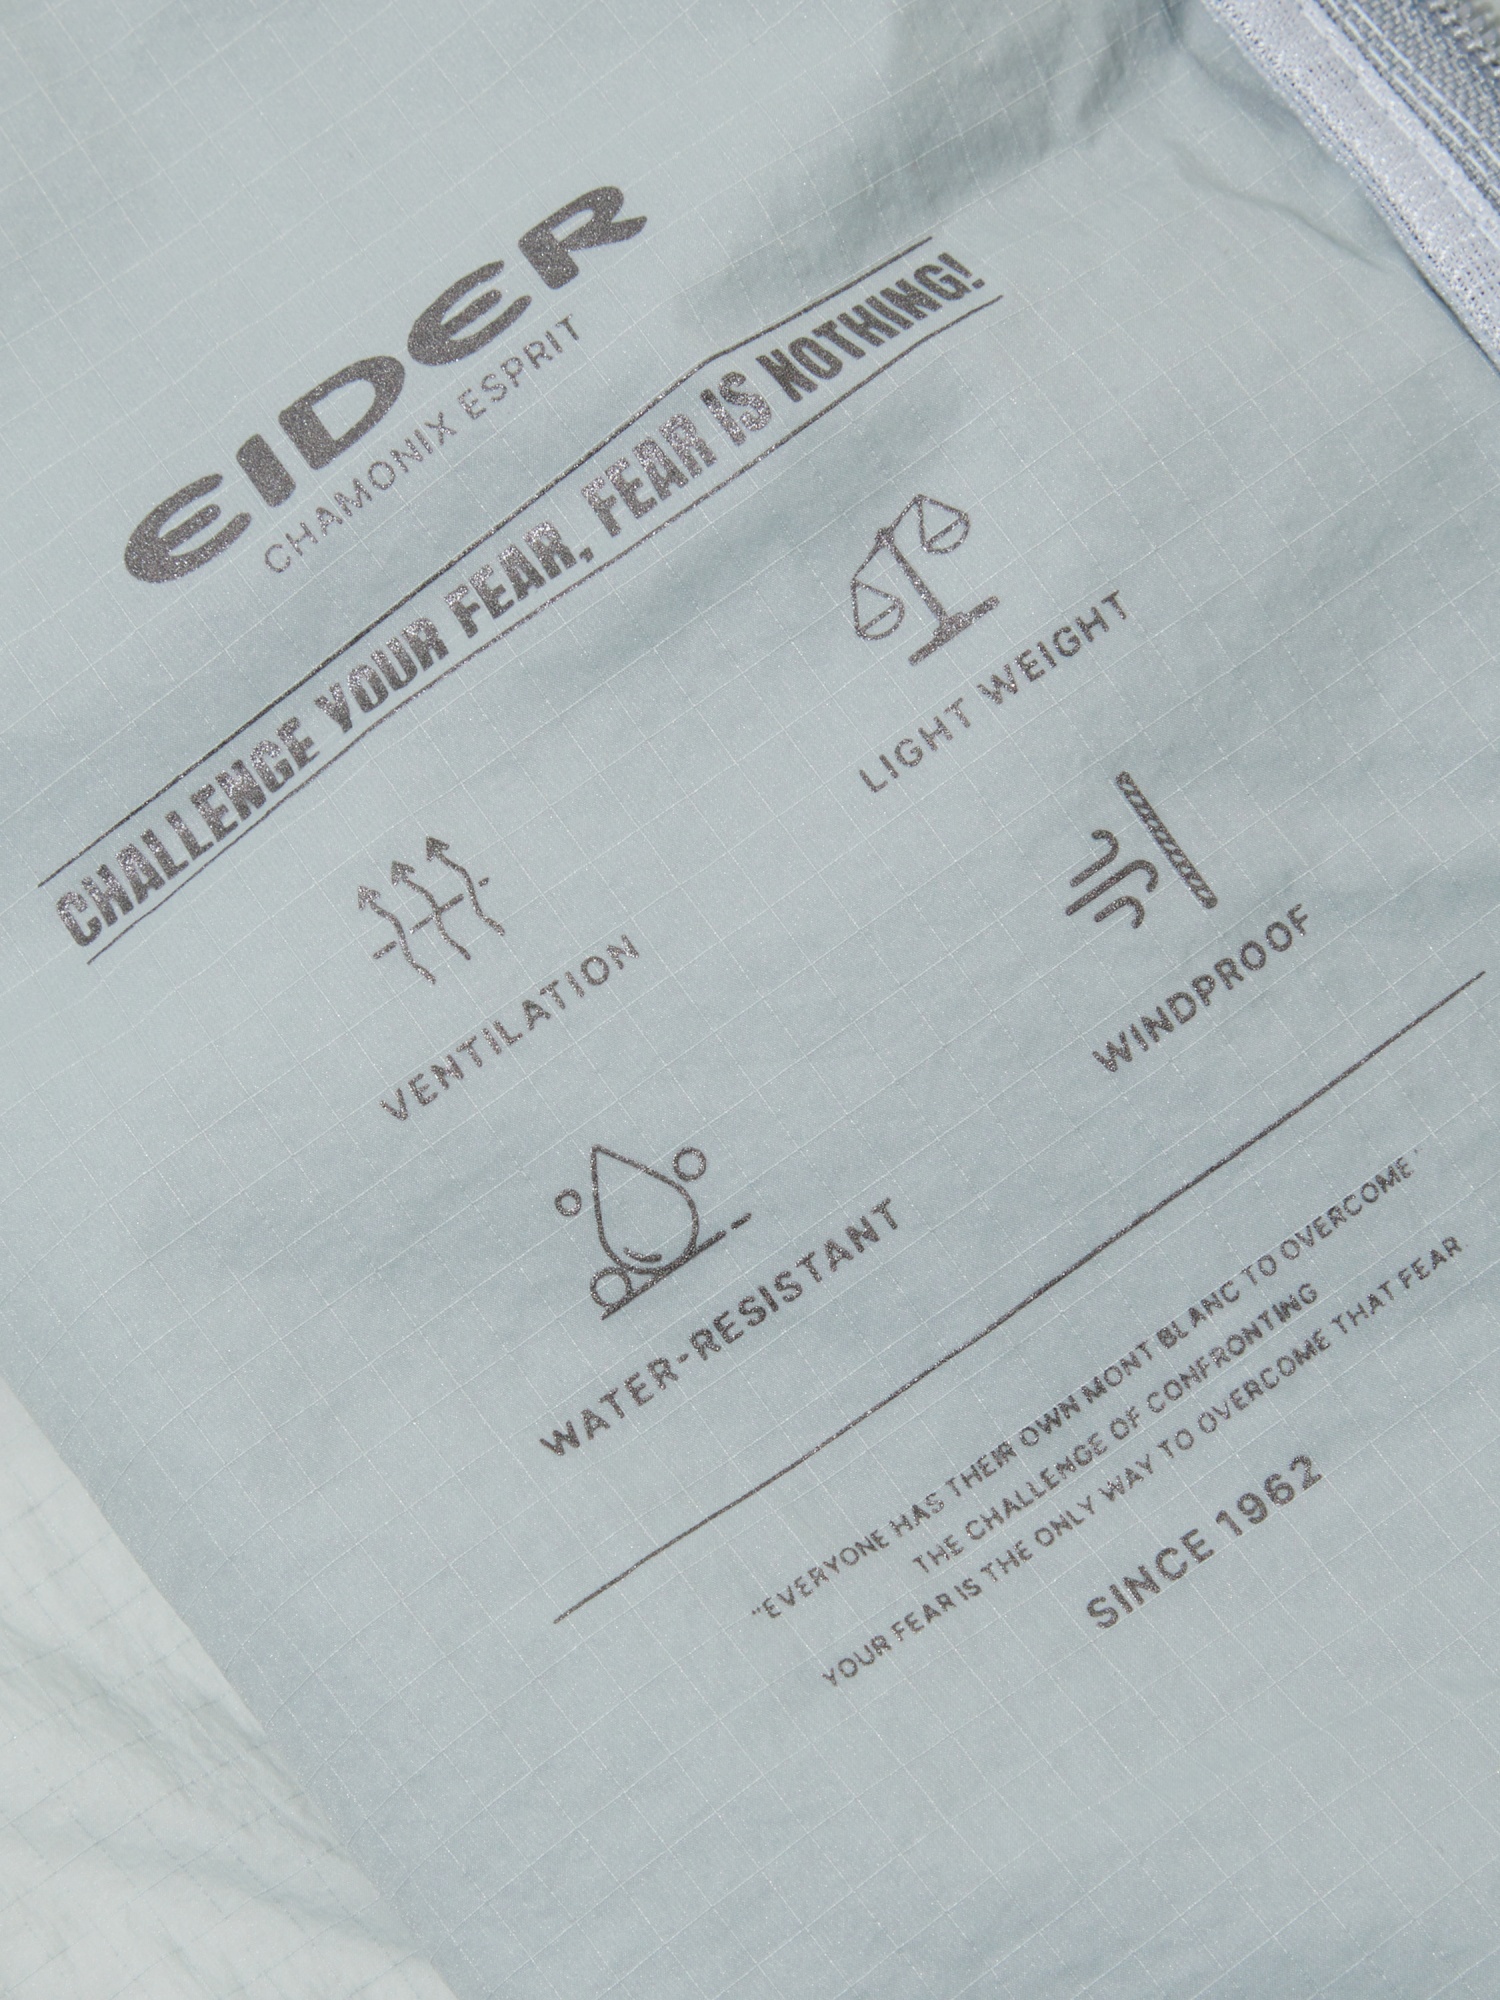 EIDER
CHAMONIX ESPRIT
CHALLENGE YOUR FEAR, FEAR IS NOTHING!
LIGHT WEIGHT
VENTILATION
WINDPROOF
WATER-RESISTANT
"EVERYONE HAS THEIR OWN MONT BLANC TO OVERCOME"
THE CHALLENGE OF CONFRONTING
YOUR FEAR IS THE ONLY WAY TO OVERCOME THAT FEAR
SINCE 1962